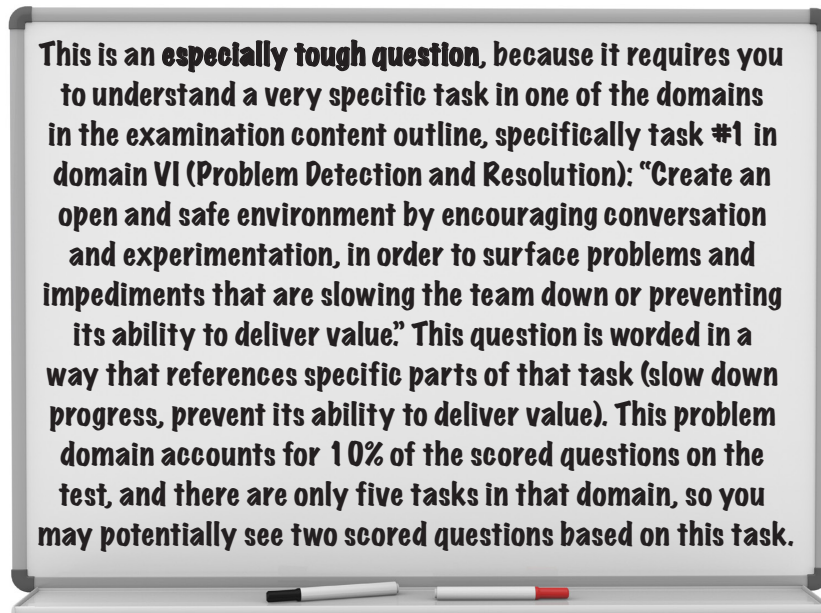 This is an especially tough question, because it requires you
to understand a very specific task in one of the domains
in the examination content outline, specifically task #1 in
domain VI (Problem Detection and Resolution): “Create an
open and safe environment by encouraging conversation
and experimentation, in order to surface problems and
impediments that are slowing the team down or preventing
its ability to deliver value.” This question is worded in a
way that references specific parts of that task (slow down
progress, prevent its ability to deliver value). This problem
domain accounts for 10% of the scored questions on the
test, and there are only five tasks in that domain, so you
may potentially see two scored questions based on this task.